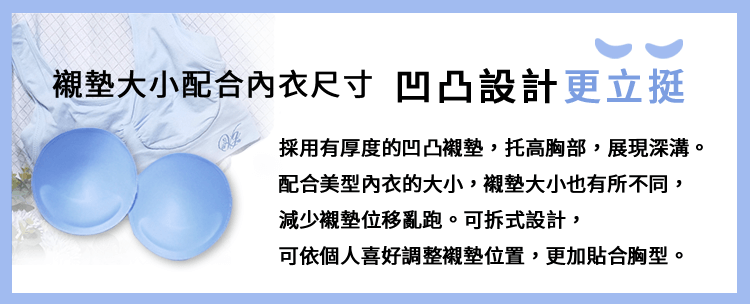 襯墊大小配合內衣尺寸 凹凸設計更立挺
採用有厚度的凹凸襯墊，托高胸部，展現深溝。
配合美型內衣的大小，襯墊大小也有所不同，
減少襯墊位移亂跑。可拆式設計，
可依個人喜好調整襯墊位置，更加貼合胸型。